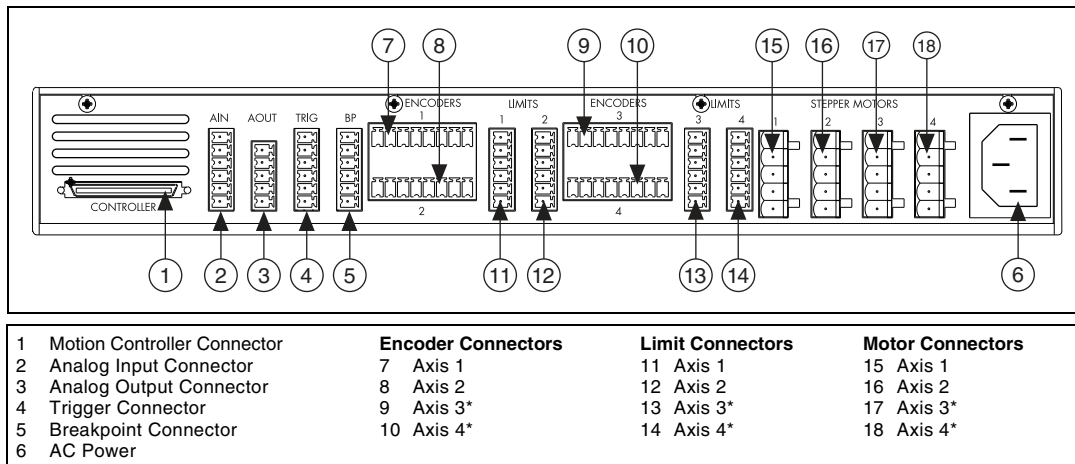 7 8 9 10 15 16 17 18
ENCODERS LIMITS ENCODERS LIMITS STEPPER MOTORS
AIN AOUT TRIG BP 1 1 2 3 3 4 1 2 3 4
CONTROLLER 2 4
1 2 3 4 5 11 12 13 14 6
1 Motion Controller Connector
2 Analog Input Connector
3 Analog Output Connector
4 Trigger Connector
5 Breakpoint Connector
6 AC Power
Encoder Connectors
7 Axis 1
8 Axis 2
9 Axis 3*
10 Axis 4*
Limit Connectors
11 Axis 1
12 Axis 2
13 Axis 3*
14 Axis 4*
Motor Connectors
15 Axis 1
16 Axis 2
17 Axis 3*
18 Axis 4*